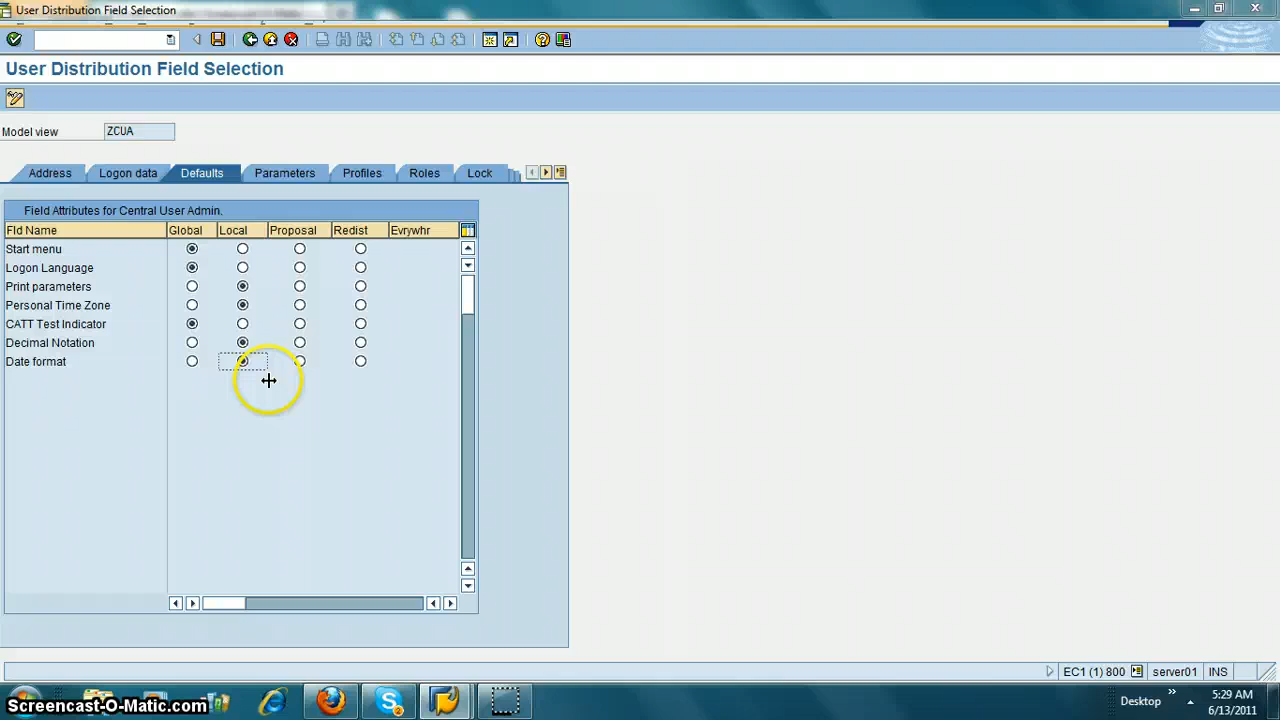 User Distribution Field Selection
User Distribution Field Selection
Model view ZCUA
Address Logon data Defaults Parameters Profiles Roles Lock
Field Attributes for Central User Admin.
Fld Name Global Local Proposal Redist Evrywhr
Start menu
Logon Language
Print parameters
Personal Time Zone
CATT Test Indicator
Decimal Notation
Date format
EC1 (1) 800 server01 INS
Desktop 5:29 AM
6/13/2011
Screencast-O-Matic.com